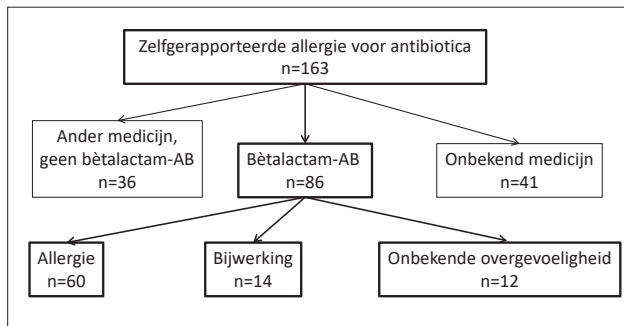 Zelfgerapporteerde allergie voor antibiotica
n=163
Ander medicijn,
geen bètalactam-AB
n=36
Bètalactam-AB
n=86
Onbekend medicijn
n=41
Allergie
n=60
Bijwerking
n=14
Onbekende overgevoeligheid
n=12